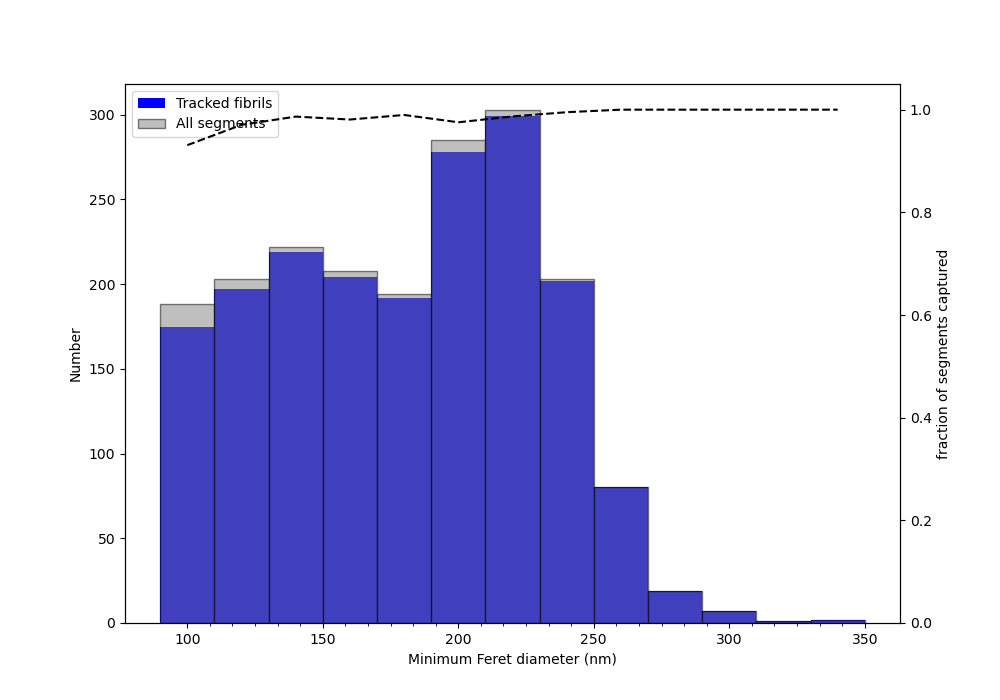 Tracked fibrils
All segments
300
250
200
150
100
50
0
Number
1.0
0.8
0.6
0.4
0.2
0.0
fraction of segments captured
100 150 200 250 300 350
Minimum Feret diameter (nm)